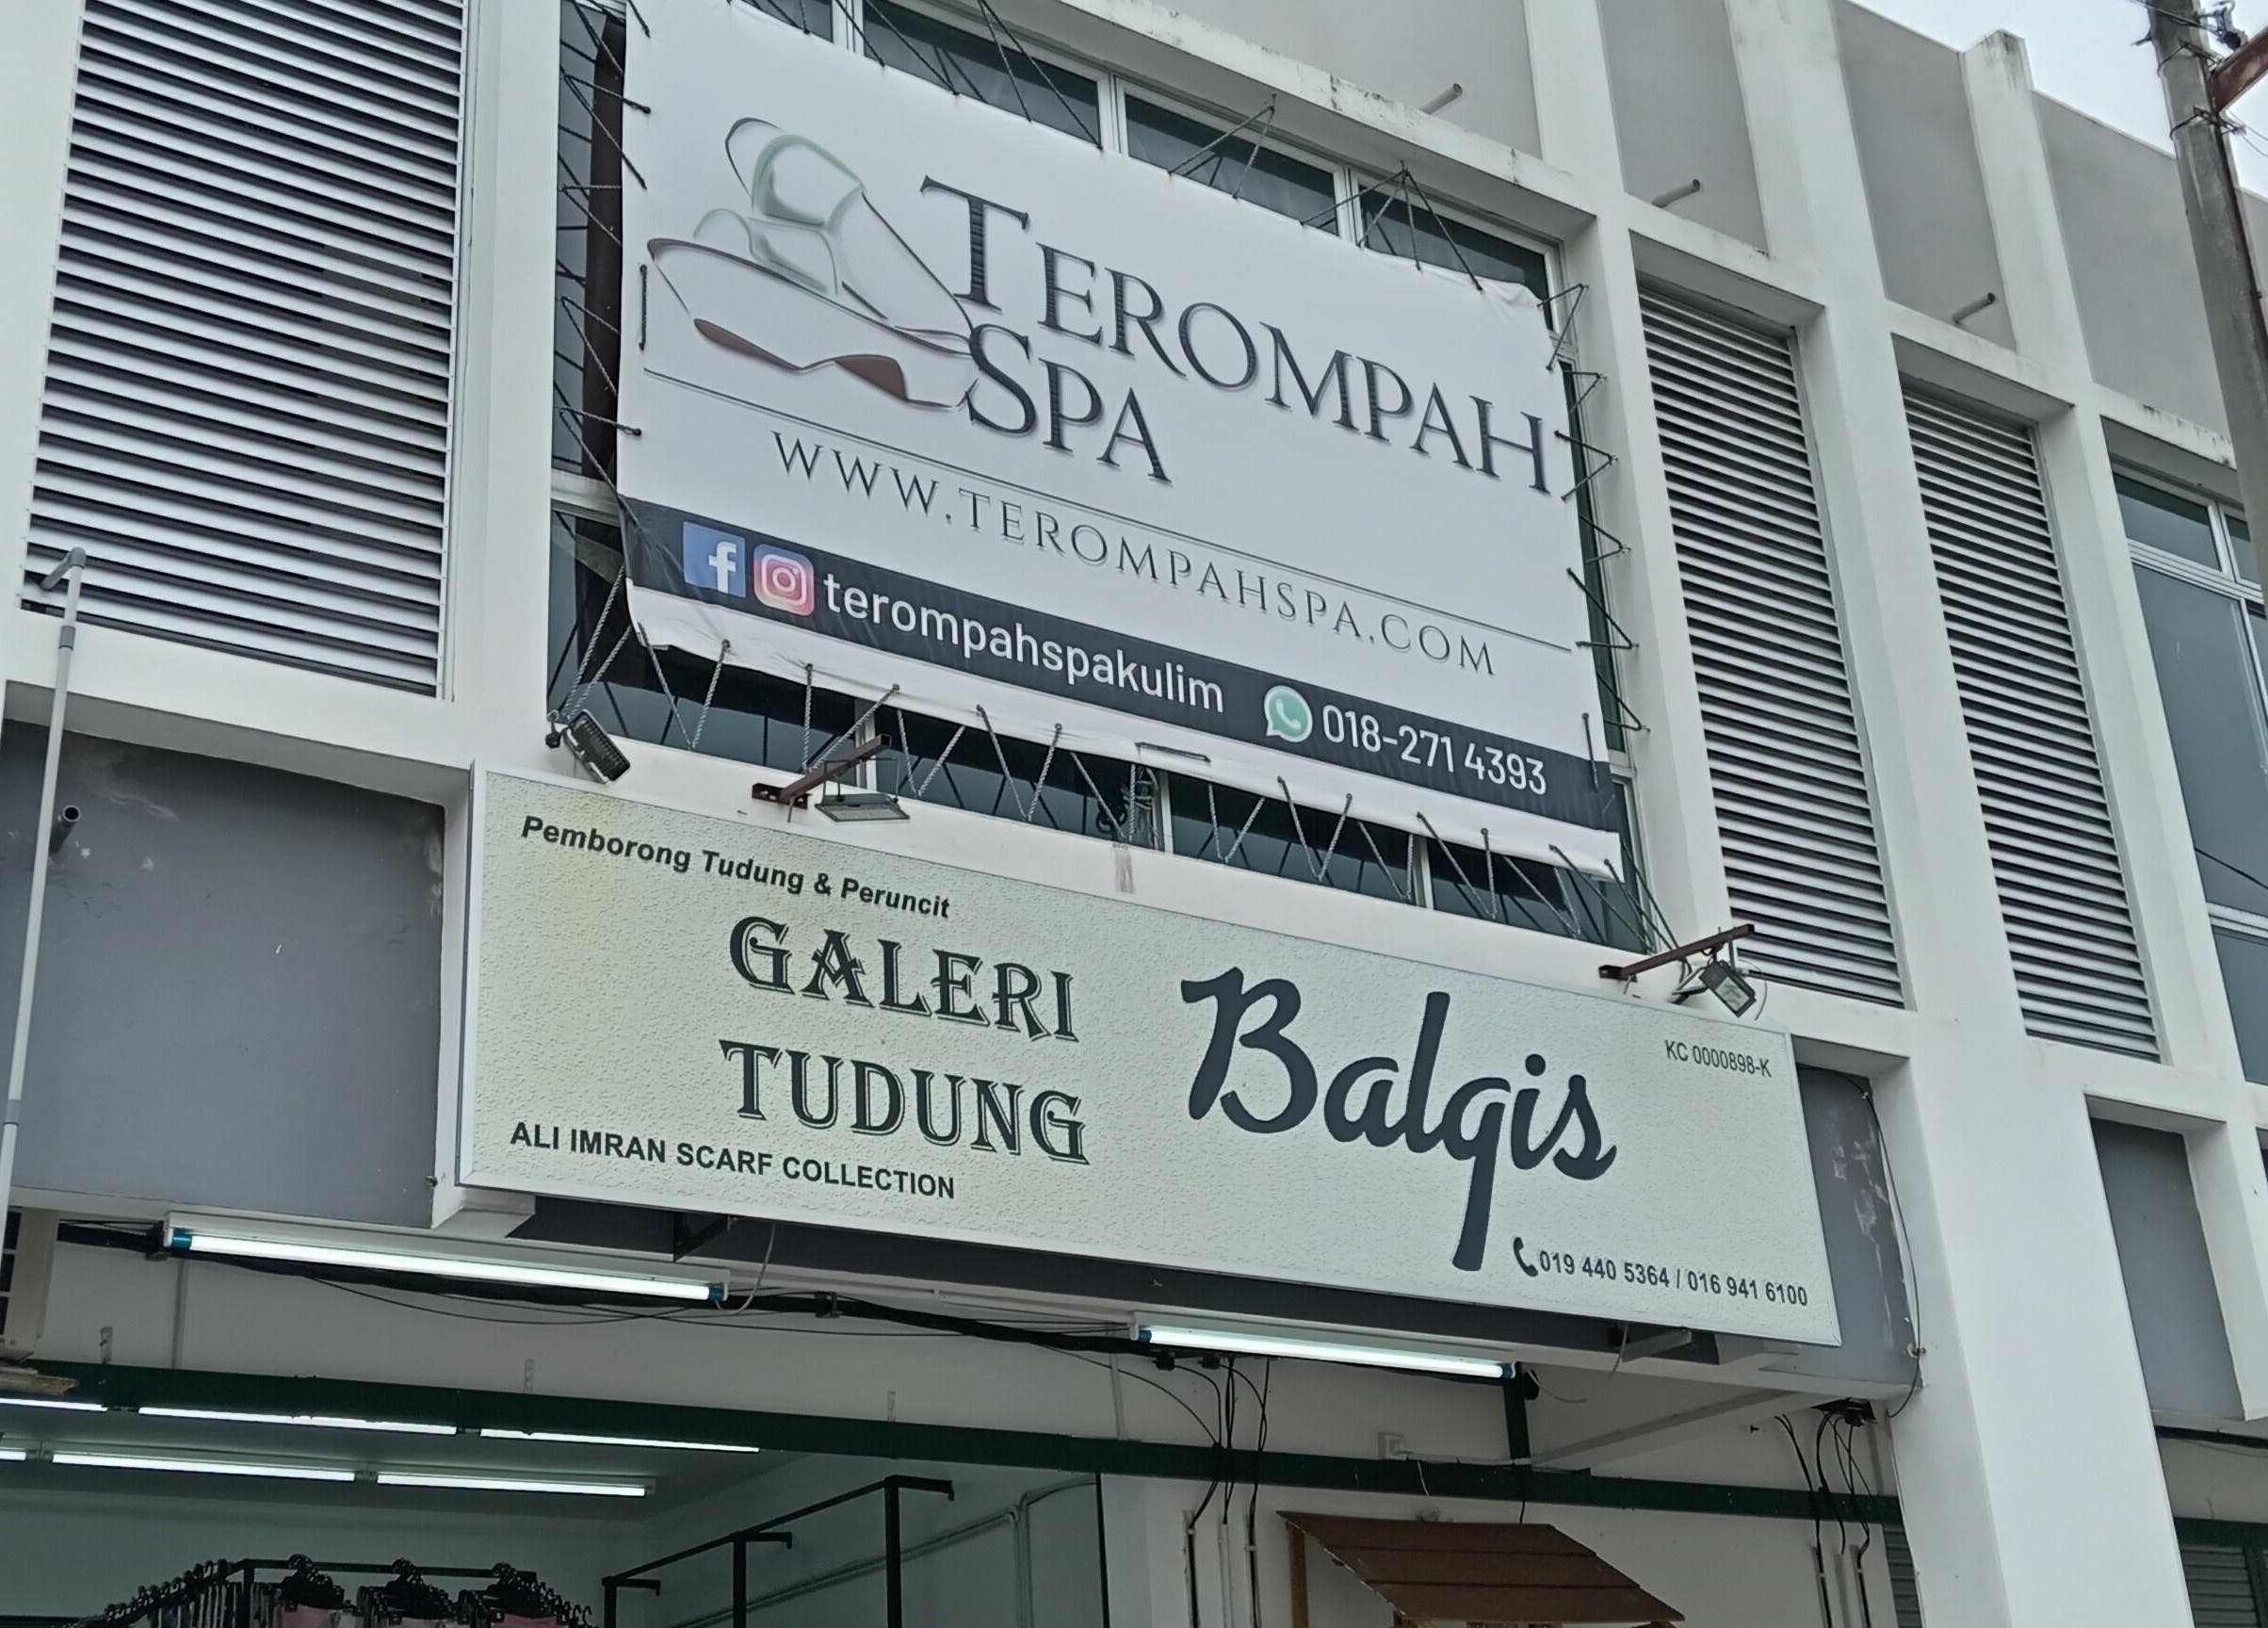 TEROMPAH
SPA
WWW.TEROMPAHSPA.COM
terompahspakulim 018-271 4393
Pemborong Tudung & Peruncit
KC 0000898-K
GALERI
TUDUNG
Balqis
ALI IMRAN SCARF COLLECTION
019 440 5364 / 016 941 6100